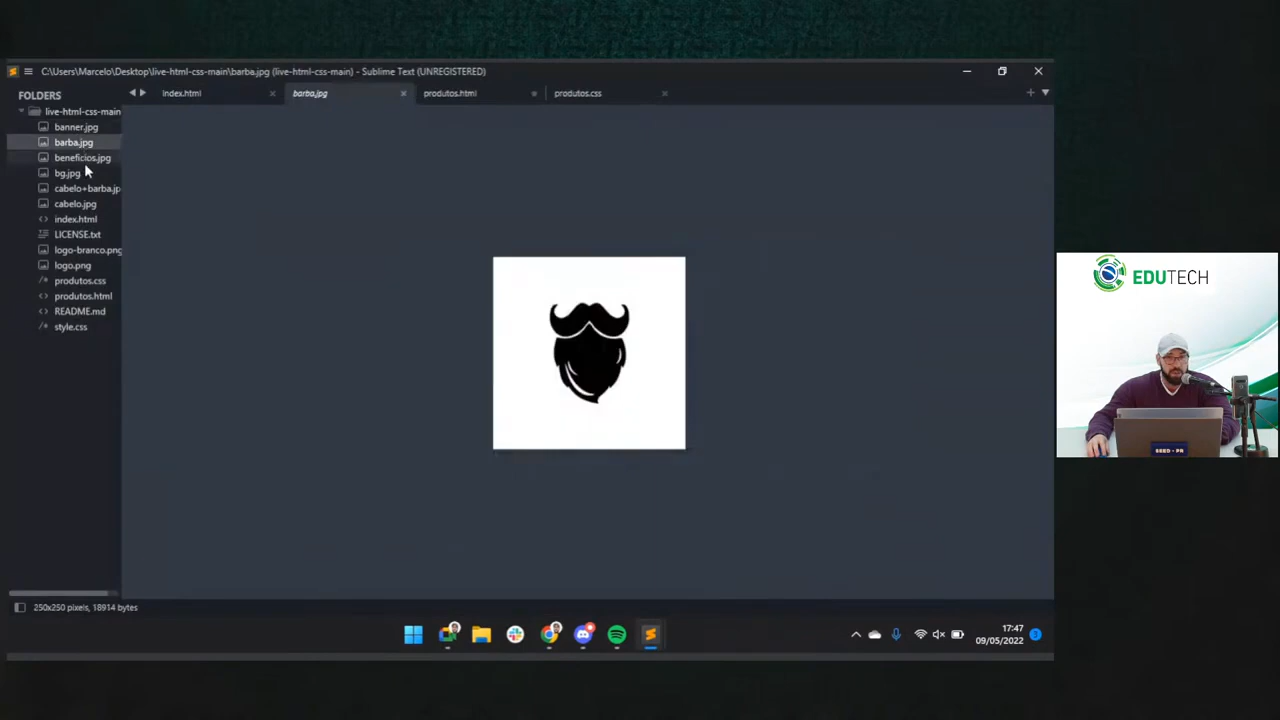 C:\Users\Marcelo\Desktop\live-html-css-main\barba.jpg (live-html-css-main) - Sublime Text (UNREGISTERED)
FOLDERS
index.html
barba.jpg
produtos.html
produtos.css
live-html-css-main
banner.jpg
barba.jpg
beneficios.jpg
bg.jpg
cabelo+barba.jp
cabelo.jpg
index.html
LICENSE.txt
logo-branco.png
logo.png
produtos.css
produtos.html
README.md
style.css
250x250 pixels, 18914 bytes
17:47
09/05/2022
3
EDUTECH
SEED - PR